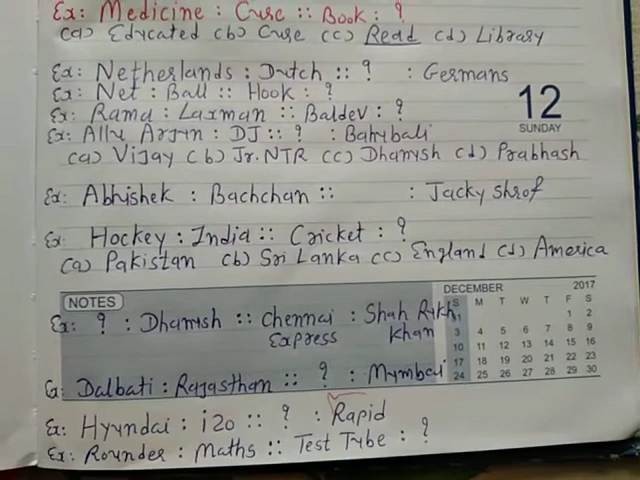 Ex: Medicine : Cure :: Book : ?
(a) Educated (b) Cure (c) Read (d) Library
Ex: Netherlands : Dutch :: ? : Germans
Ex: Net : Ball :: Hook : ?
Ex: Rama : Laxman :: Baldev : ?
Ex: Allu Arjun : DJ :: ? : Bahubali
(a) Vijay (b) Jr. NTR (c) Dhanush (d) Prabhash
12
SUNDAY
Ex: Abhishek : Bachchan :: : Jacky Shrof
Ex: Hockey : India :: Cricket : ?
(a) Pakistan (b) Sri Lanka (c) England (d) America
NOTES
DECEMBER 2017
S M T W T F S
1 2
3 4 5 6 7 8 9
10 11 12 13 14 15 16
17 18 19 20 21 22 23
24 25 26 27 28 29 30
Ex: ? : Dhanush :: Chennai Express : Shah Rukh Khan
Ex: Dalbati : Rajasthan :: ? : Mumbai
Ex: Hyundai : i20 :: ? : Rapid
Ex: Rounder : Maths :: Test Tube : ?